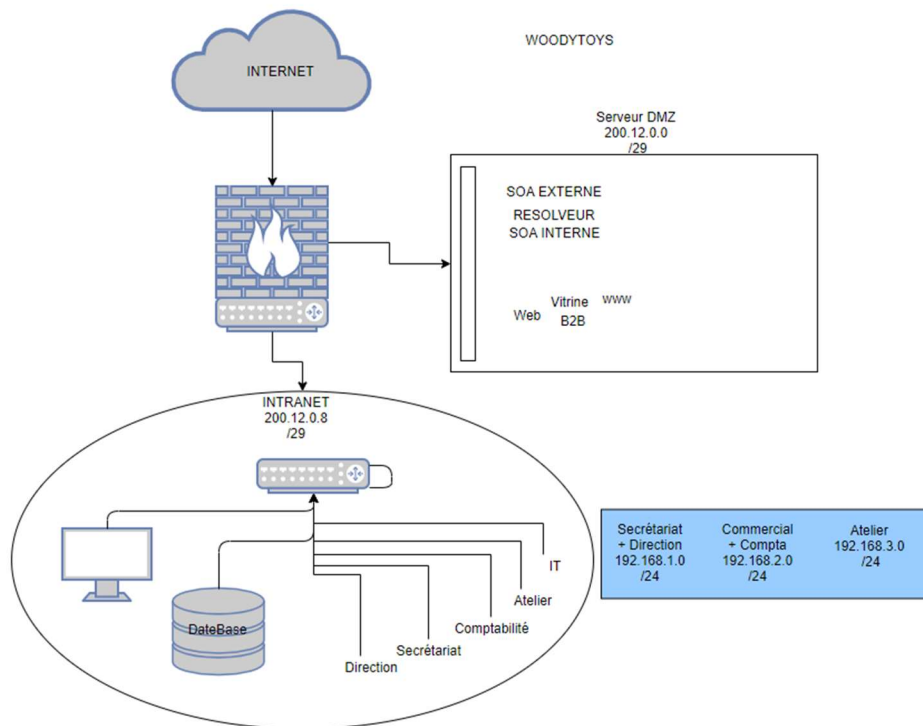 WOODYTOYS
INTERNET
Serveur DMZ
200.12.0.0
/29
SOA EXTERNE
RESOLVEUR
SOA INTERNE
Vitrine
www
Web
B2B
INTRANET
200.12.0.8
/29
DateBase
IT
Atelier
Comptabilité
Secrétariat
Direction
Secrétariat
+ Direction
192.168.1.0
/24
Commercial
+ Compta
192.168.2.0
/24
Atelier
192.168.3.0
/24